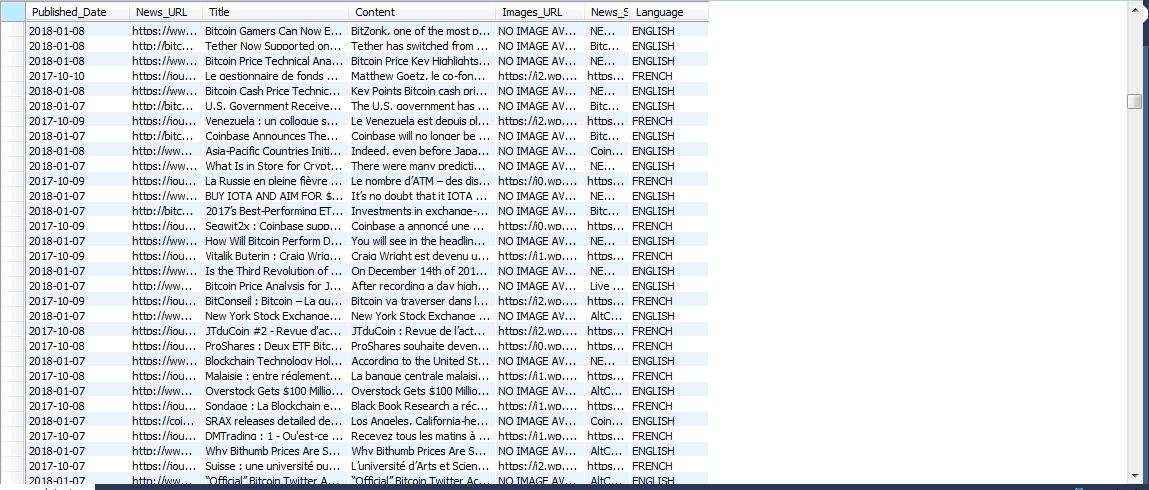 Published_Date News_URL Title Content Images_URL News_S Language
2018-01-08 https://ww... Bitcoin Gamers Can Now E... BitZonk, one of the most p... NO IMAGE AV... NE... ENGLISH
2018-01-08 http://bitc... Tether Now Supported on... Tether has switched from ... NO IMAGE AV... Bitc... ENGLISH
2018-01-08 https://ww... Bitcoin Price Technical Ana... Bitcoin Price Key Highlights... NO IMAGE AV... NE... ENGLISH
2017-10-10 https://jou... Le gestionnaire de fonds ... Matthew Goetz, le co-fon... https://i2.wp.... https... FRENCH
2018-01-08 https://ww... Bitcoin Cash Price Technic... Key Points Bitcoin cash pri... NO IMAGE AV... NE... ENGLISH
2018-01-07 http://bitc... U.S. Government Receive... The U.S. government has ... NO IMAGE AV... Bitc... ENGLISH
2017-10-09 https://jou... Venezuela : un colloque s... Le Venezuela est depuis pl... https://i2.wp.... https... FRENCH
2018-01-07 http://bitc... Coinbase Announces The... Coinbase will no longer be ... NO IMAGE AV... Bitc... ENGLISH
2018-01-08 https://ww... Asia-Pacific Countries Initi... Indeed, even before Japa... NO IMAGE AV... Coin... ENGLISH
2018-01-07 https://ww... What Is in Store for Crypt... There were many predicti... NO IMAGE AV... NE... ENGLISH
2017-10-09 https://jou... La Russie en pleine fièvre ... Le nombre d’ATM – des dis... https://i0.wp.... https... FRENCH
2018-01-07 https://ww... BUY IOTA AND AIM FOR $... It’s no doubt that it IOTA ... NO IMAGE AV... NE... ENGLISH
2018-01-07 http://bitc... 2017’s Best-Performing ET... Investments in exchange-... NO IMAGE AV... Bitc... ENGLISH
2017-10-09 https://jou... Segwit2x : Coinbase supp... Coinbase a annoncé une ... https://i0.wp.... https... FRENCH
2018-01-07 https://ww... How Will Bitcoin Perform D... You will see in the headlin... NO IMAGE AV... NE... ENGLISH
2017-10-09 https://jou... Vitalik Buterin : Craig Wrig... Craig Wright est devenu u... https://i1.wp.... https... FRENCH
2018-01-07 https://ww... Is the Third Revolution of ... On December 14th of 201... NO IMAGE AV... NE... ENGLISH
2018-01-07 https://ww... Bitcoin Price Analysis for J... After recording a day high... NO IMAGE AV... Live ... ENGLISH
2017-10-09 https://jou... BitConseil : Bitcoin – La qu... Bitcoin va traverser dans l... https://i2.wp.... https... FRENCH
2018-01-07 http://ww... New York Stock Exchange... New York Stock Exchange... NO IMAGE AV... AltC... ENGLISH
2017-10-08 https://jou... JTduCoin #2 - Revue d'ac... JTduCoin : Revue de l’act... https://i2.wp.... https... FRENCH
2017-10-08 https://jou... ProShares : Deux ETF Bitc... ProShares souhaite deven... https://i0.wp.... https... FRENCH
2018-01-07 https://ww... Blockchain Technology Hol... According to the United St... NO IMAGE AV... NE... ENGLISH
2017-10-08 https://jou... Malaisie : entre réglement... La banque centrale malaisi... https://i1.wp.... https... FRENCH
2018-01-07 http://ww... Overstock Gets $100 Millio... Overstock Gets $100 Millio... NO IMAGE AV... AltC... ENGLISH
2017-10-08 https://jou... Sondage : La Blockchain e... Black Book Research a réc... https://i1.wp.... https... FRENCH
2018-01-07 https://coi... SRAX releases detailed de... Los Angeles, California-he... NO IMAGE AV... Coin... ENGLISH
2017-10-07 https://jou... DMTrading : 1 - Qu'est-ce ... Recevez tous les matins à ... https://i1.wp.... https... FRENCH
2018-01-07 http://ww... Why Bithumb Prices Are S... Why Bithumb Prices Are S... NO IMAGE AV... AltC... ENGLISH
2017-10-07 https://jou... Suisse : une université pu... L’université d’Arts et Scien... https://i2.wp.... https... FRENCH
2018-01-07 http://ww... “Official” Bitcoin Twitter A... “Official” Bitcoin Twitter Ac... NO IMAGE AV... AltC... ENGLISH